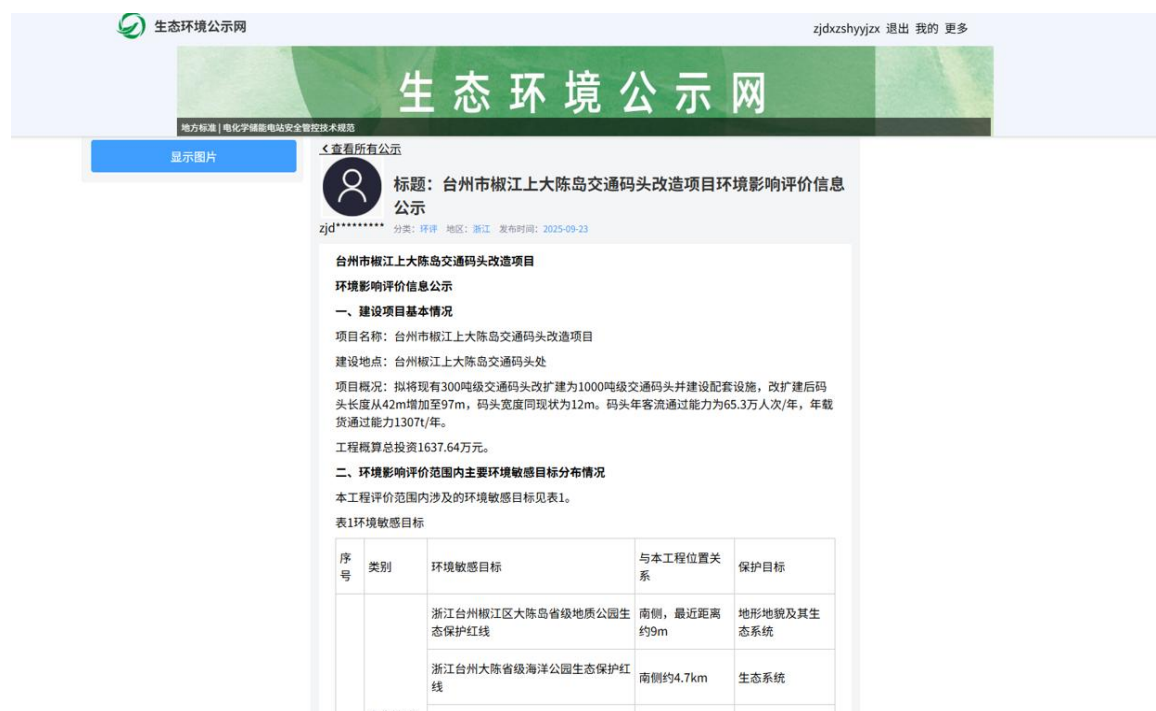 生态环境公示网
zjdxzshyyjzx 退出 我的 更多
生态环境公示网
地方标准 | 电化学储能电站安全管控技术规范
显示图片
查看所有公示
标题：台州市椒江上大陈岛交通码头改造项目环境影响评价信息
公示
zjd*********
分类：环评 地区：浙江 发布时间：2025-09-23
台州市椒江上大陈岛交通码头改造项目
环境影响评价信息公示
一、建设项目基本情况
项目名称：台州市椒江上大陈岛交通码头改造项目
建设地点：台州椒江上大陈岛交通码头处
项目概况：拟将现有300吨级交通码头改扩建为1000吨级交通码头并建设配套设施，改扩建后码
头长度从42m增加至97m，码头宽度同现状为12m。码头年客流通过能力为65.3万人次/年，年载
货通过能力1307t/年。
工程概算总投资1637.64万元。
二、环境影响评价范围内主要环境敏感目标分布情况
本工程评价范围内涉及的环境敏感目标见表1。
表1环境敏感目标
序号 类别 环境敏感目标 与本工程位置关系 保护目标
浙江台州椒江区大陈岛省级地质公园生态保护红线 南侧，最近距离约9m 地形地貌及其生态系统
浙江台州大陈省级海洋公园生态保护红线 南侧约4.7km 生态系统